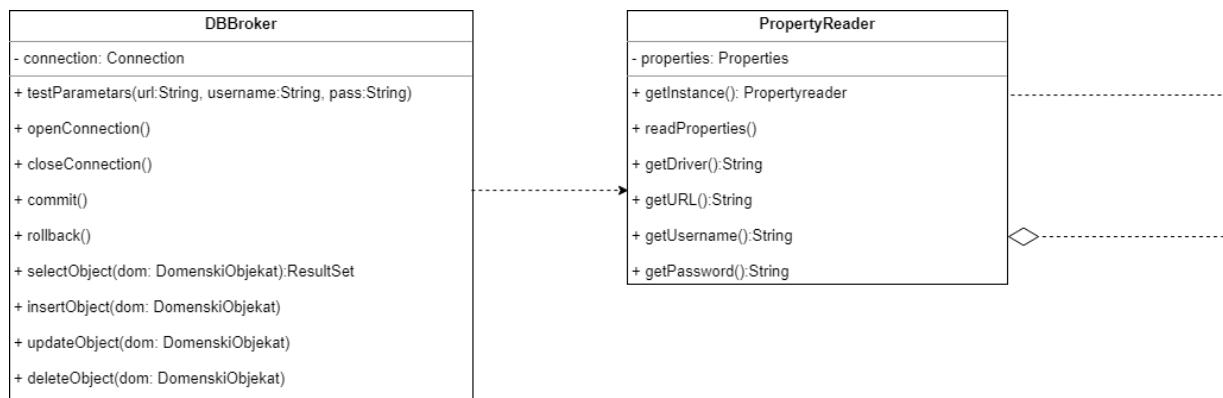 DBBroker
- connection: Connection
+ testParametars(url:String, username:String, pass:String)
+ openConnection()
+ closeConnection()
+ commit()
+ rollback()
+ selectObject(dom: DomenskiObjekat):ResultSet
+ insertObject(dom: DomenskiObjekat)
+ updateObject(dom: DomenskiObjekat)
+ deleteObject(dom: DomenskiObjekat)
PropertyReader
- properties: Properties
+ getInstance(): Propertyreader
+ readProperties()
+ getDriver():String
+ getURL():String
+ getUsername():String
+ getPassword():String